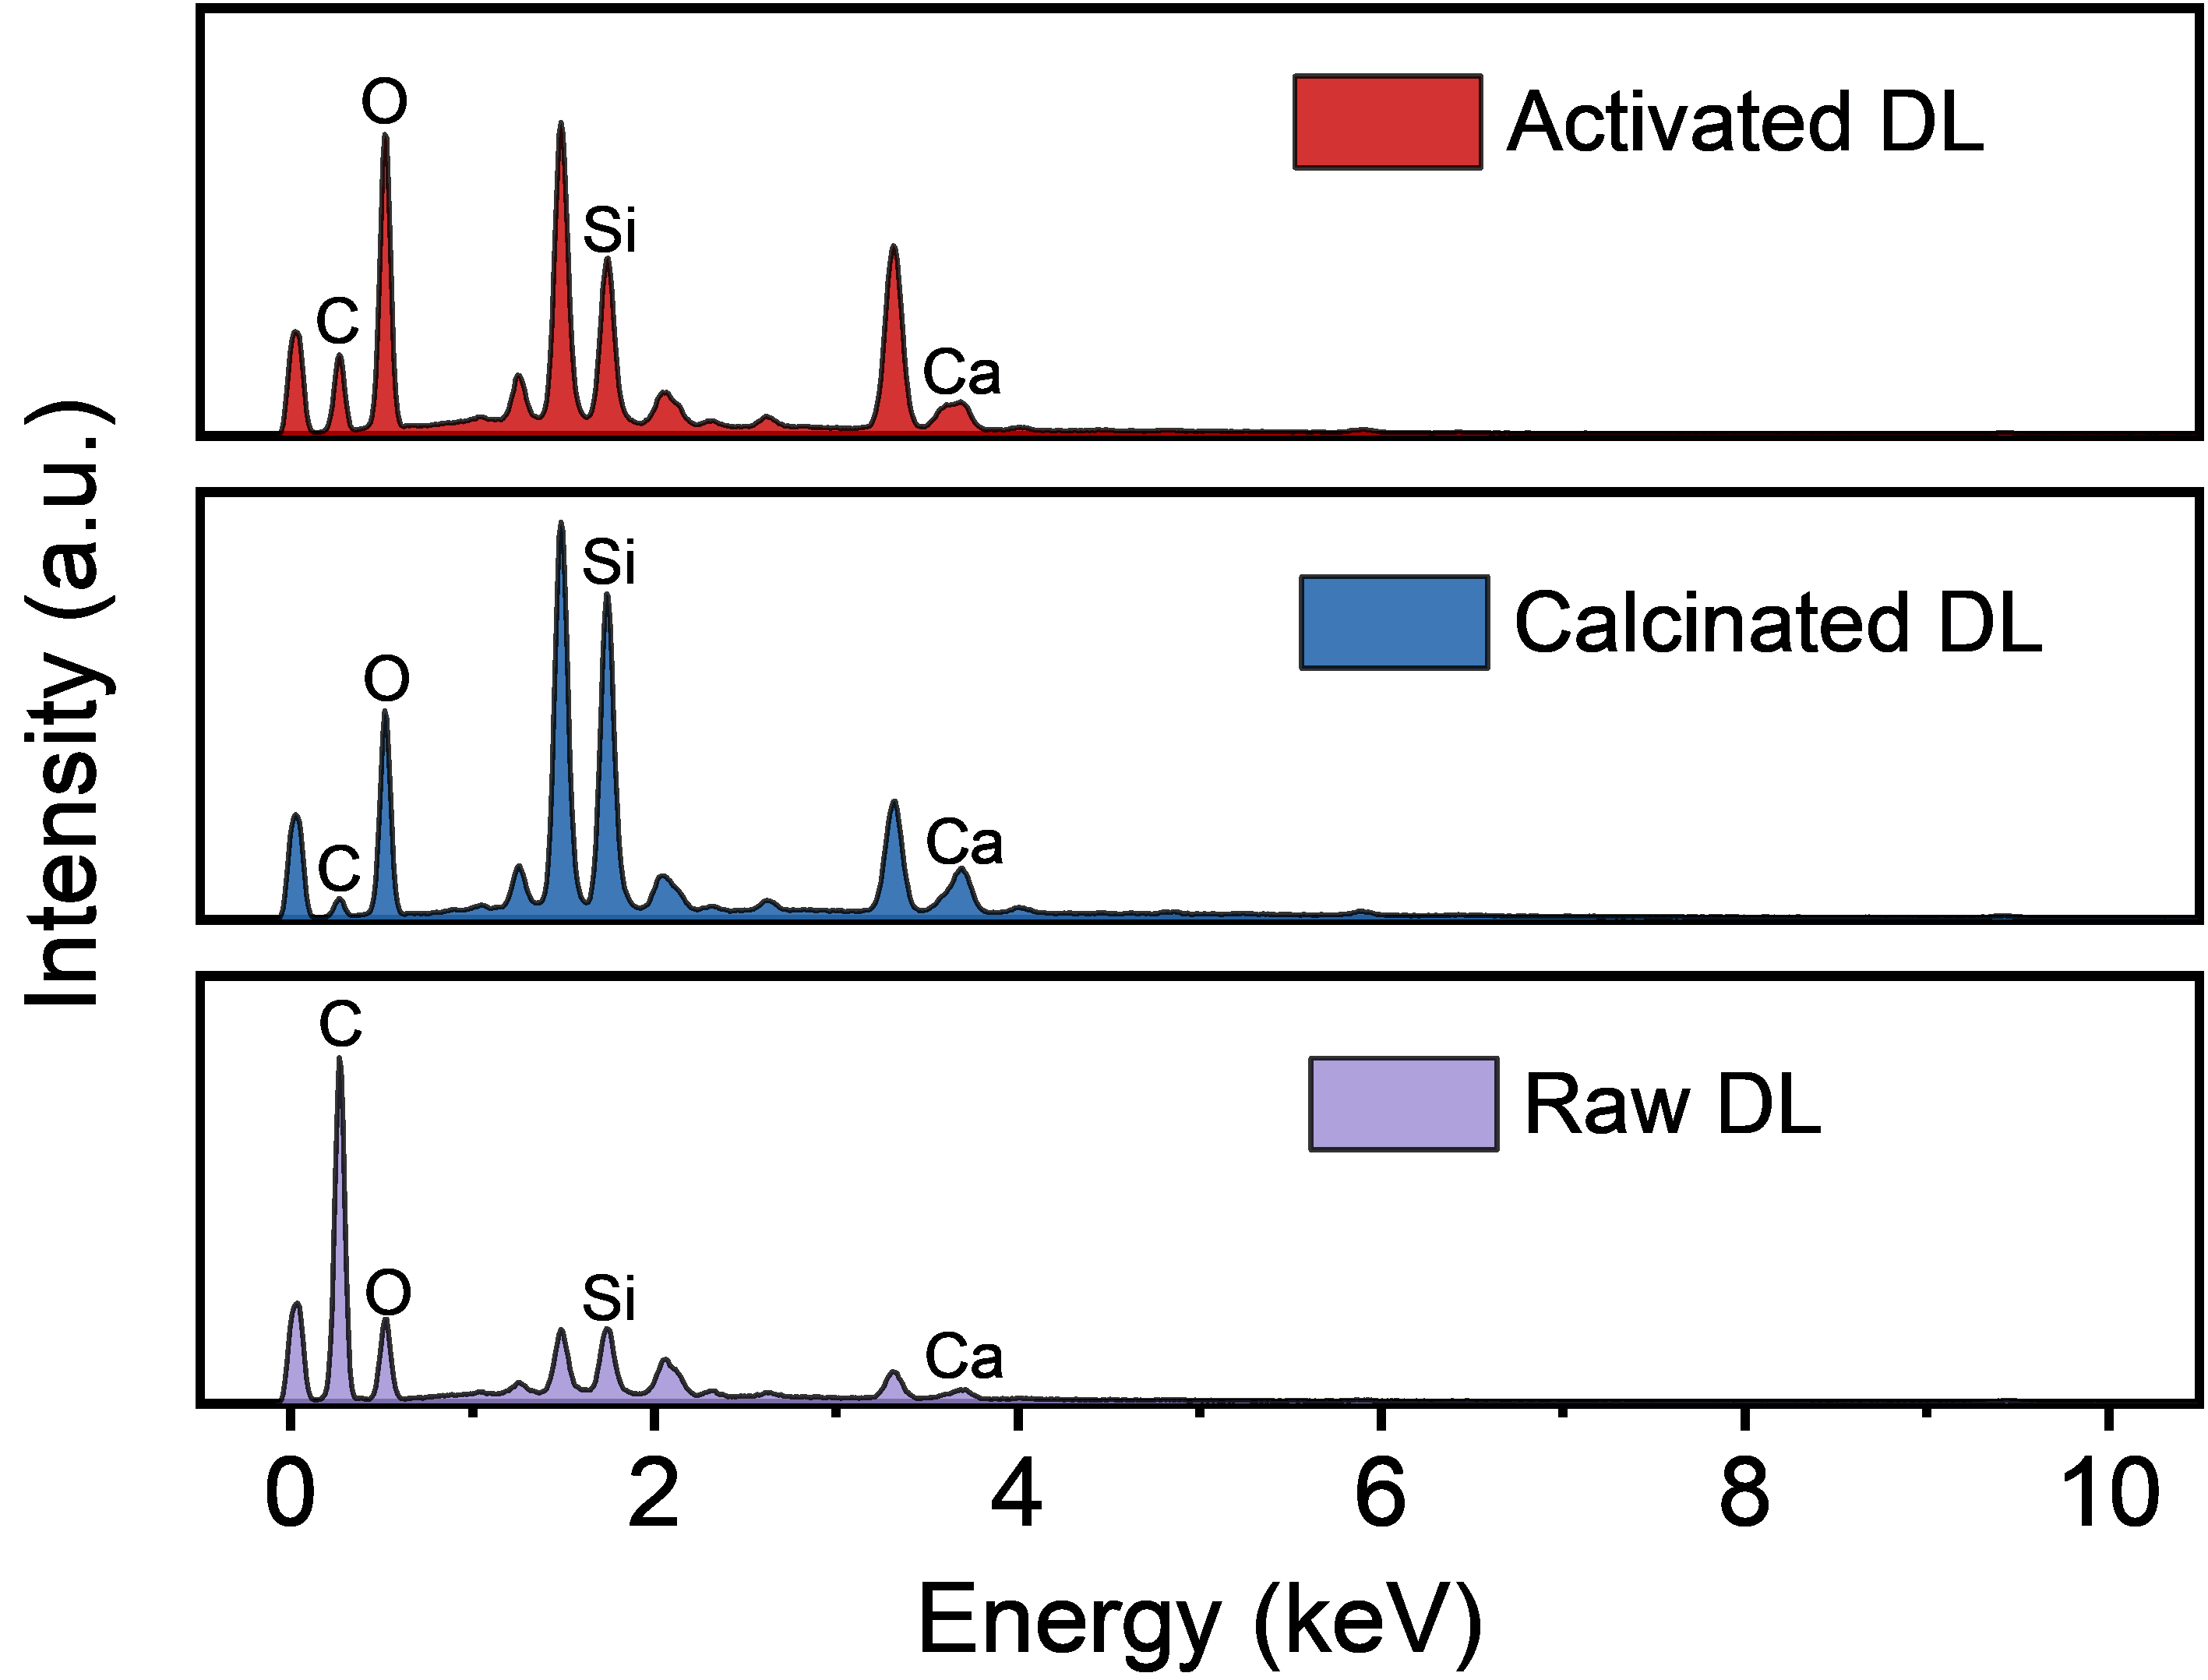 Intensity (a.u.)
Activated DL
O
C
Si
Ca
Calcinated DL
Si
O
C
Ca
Raw DL
C
O
Si
Ca
0 2 4 6 8 10
Energy (keV)